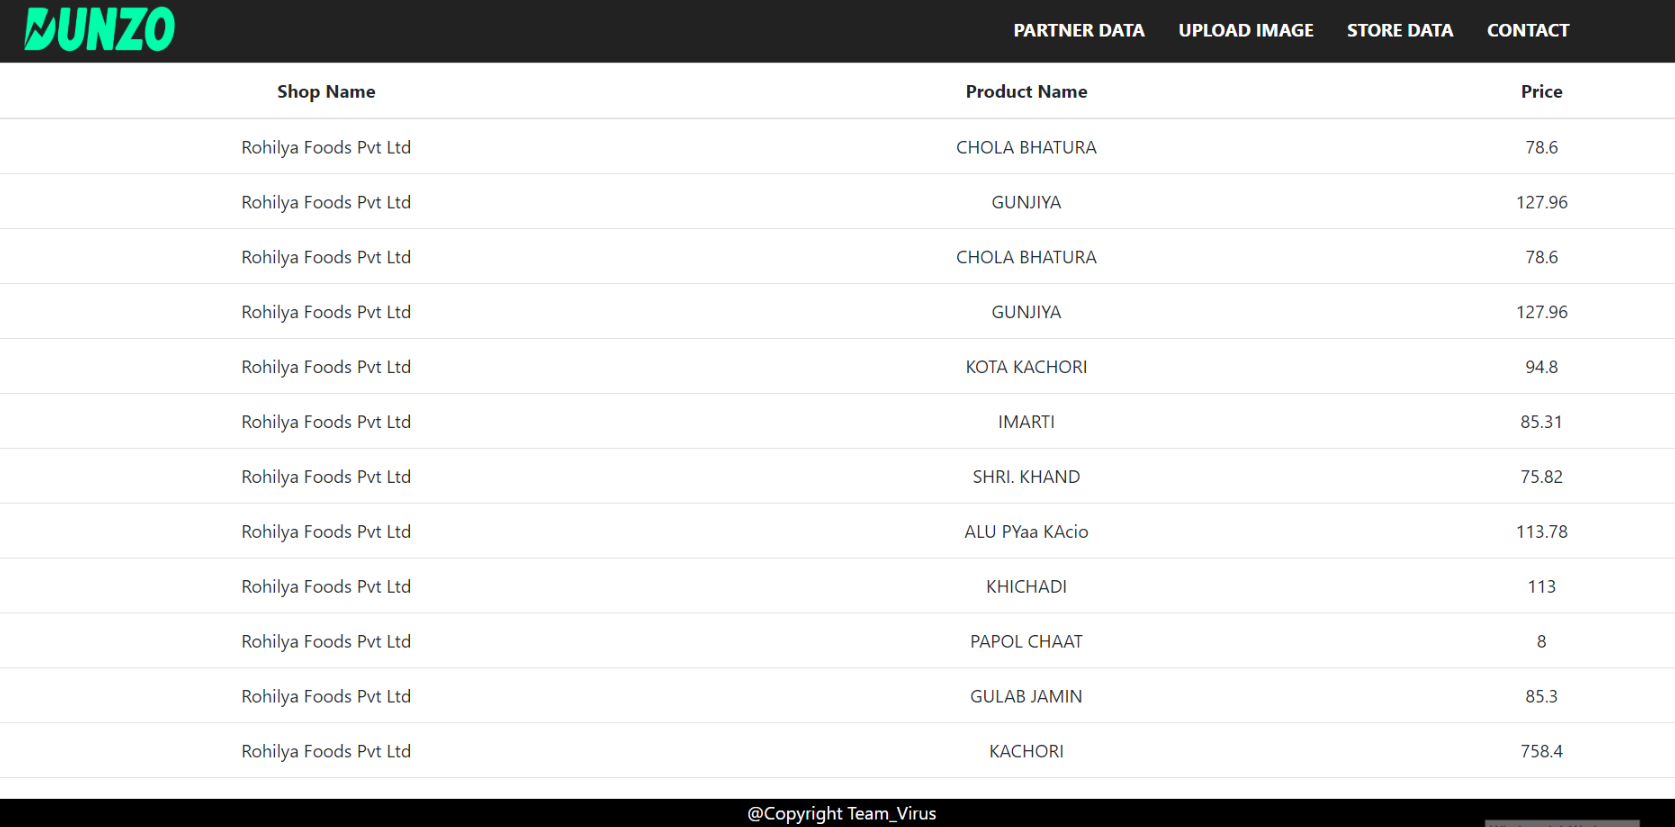 DUNZO PARTNER DATA UPLOAD IMAGE STORE DATA CONTACT
Shop Name Product Name Price
Rohilya Foods Pvt Ltd CHOLA BHATURA 78.6
Rohilya Foods Pvt Ltd GUNJIYA 127.96
Rohilya Foods Pvt Ltd CHOLA BHATURA 78.6
Rohilya Foods Pvt Ltd GUNJIYA 127.96
Rohilya Foods Pvt Ltd KOTA KACHORI 94.8
Rohilya Foods Pvt Ltd IMARTI 85.31
Rohilya Foods Pvt Ltd SHRI. KHAND 75.82
Rohilya Foods Pvt Ltd ALU PYaa KAcio 113.78
Rohilya Foods Pvt Ltd KHICHADI 113
Rohilya Foods Pvt Ltd PAPOL CHAAT 8
Rohilya Foods Pvt Ltd GULAB JAMIN 85.3
Rohilya Foods Pvt Ltd KACHORI 758.4
@Copyright Team_Virus